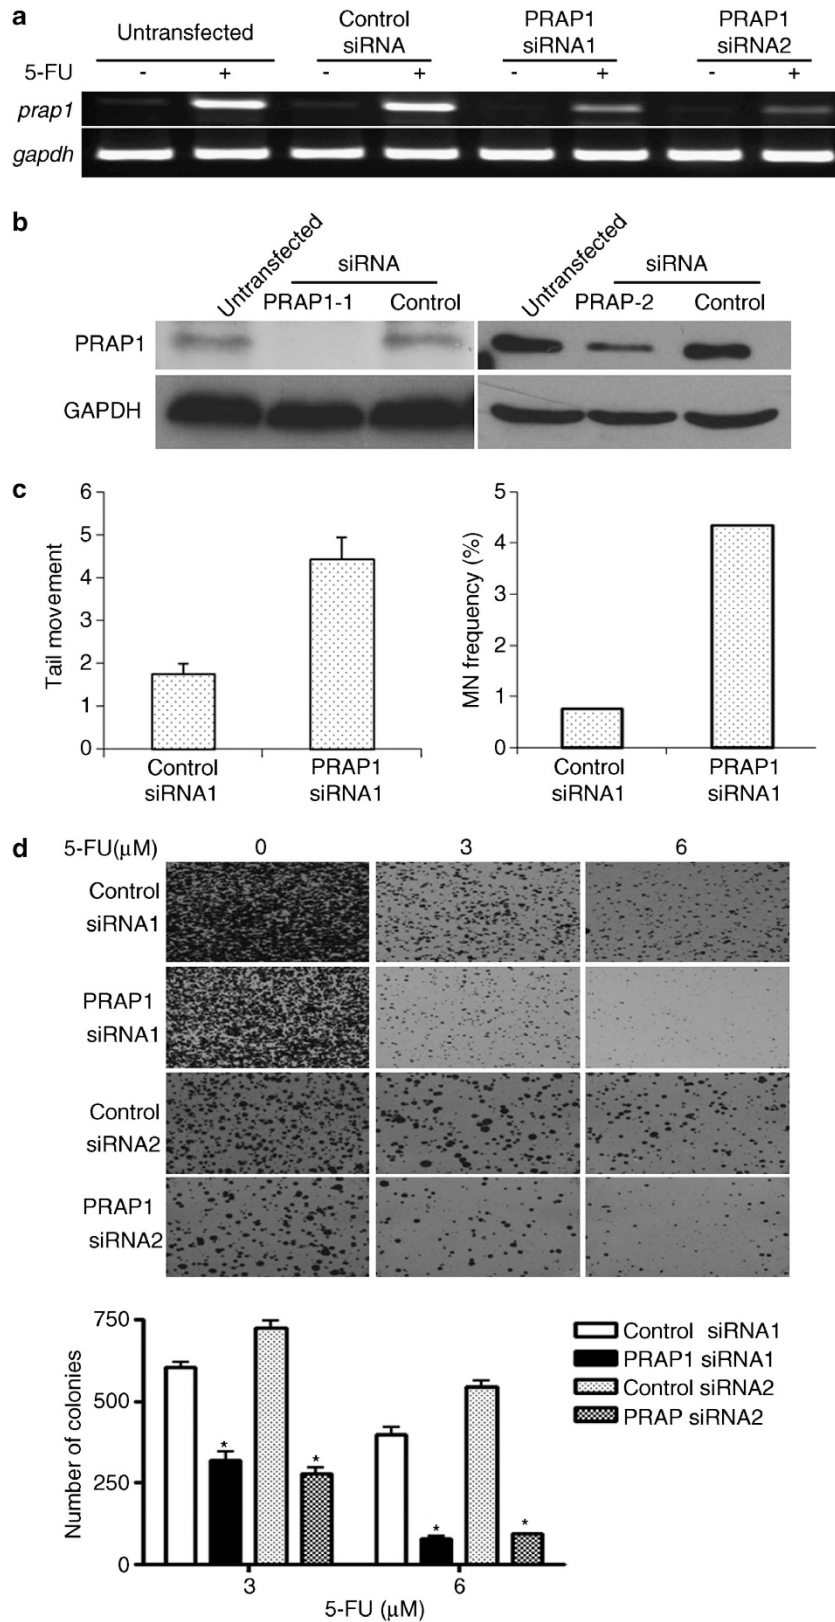 a
Untransfected
Control siRNA
PRAP1 siRNA1
PRAP1 siRNA2
5-FU - + - + - + - +
prap1
gapdh
b
Untransfected
siRNA
PRAP1-1 Control
Untransfected
siRNA
PRAP-2 Control
PRAP1
GAPDH
c
Tail movement
6
5
4
3
2
1
0
Control siRNA1
PRAP1 siRNA1
MN frequency (%)
5
4
3
2
1
0
Control siRNA1
PRAP1 siRNA1
d
5-FU(μM) 0 3 6
Control
siRNA1
PRAP1
siRNA1
Control
siRNA2
PRAP1
siRNA2
Number of colonies
750
500
250
0
* * * *
3 6
5-FU (μM)
Control siRNA1
PRAP1 siRNA1
Control siRNA2
PRAP siRNA2